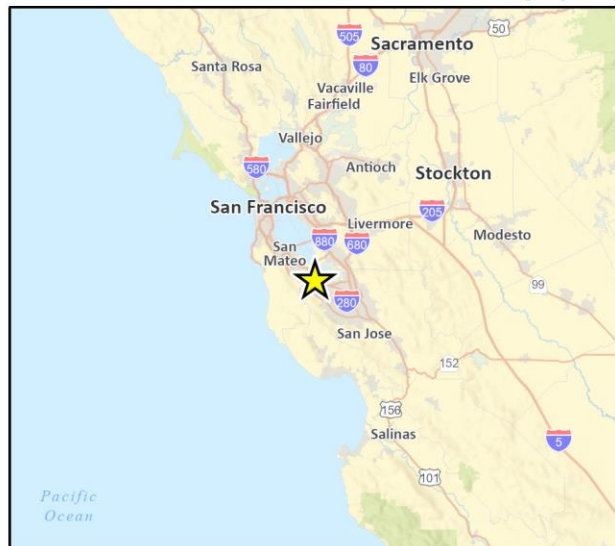 50
505
Sacramento
Santa Rosa
80
Elk Grove
Vacaville
Fairfield
Vallejo
580
Antioch
Stockton
San Francisco
205
Livermore
880
680
Modesto
San
Mateo
99
280
San Jose
152
156
Salinas
5
101
Pacific
Ocean